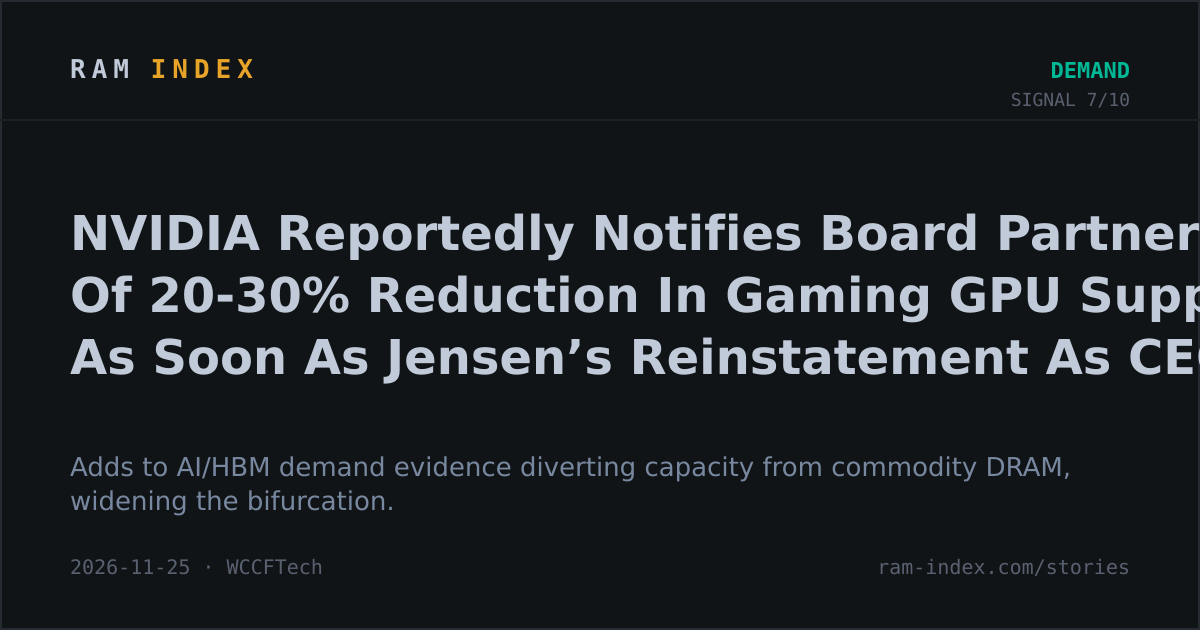 RAM INDEX
DEMAND
SIGNAL 7/10
NVIDIA Reportedly Notifies Board Partner
Of 20-30% Reduction In Gaming GPU Supp
As Soon As Jensen’s Reinstatement As CE
Adds to AI/HBM demand evidence diverting capacity from commodity DRAM,
widening the bifurcation.
2026-11-25 · WCCFTech
ram-index.com/stories